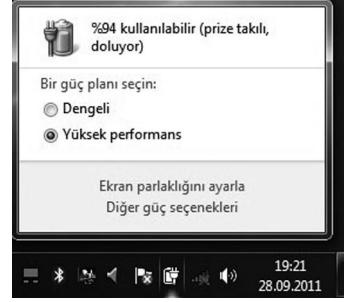 %94 kullanılabilir (prize takılı,
doluyor)
Bir güç planı seçin:
Dengeli
Yüksek performans
Ekran parlaklığını ayarla
Diğer güç seçenekleri
19:21
28.09.2011